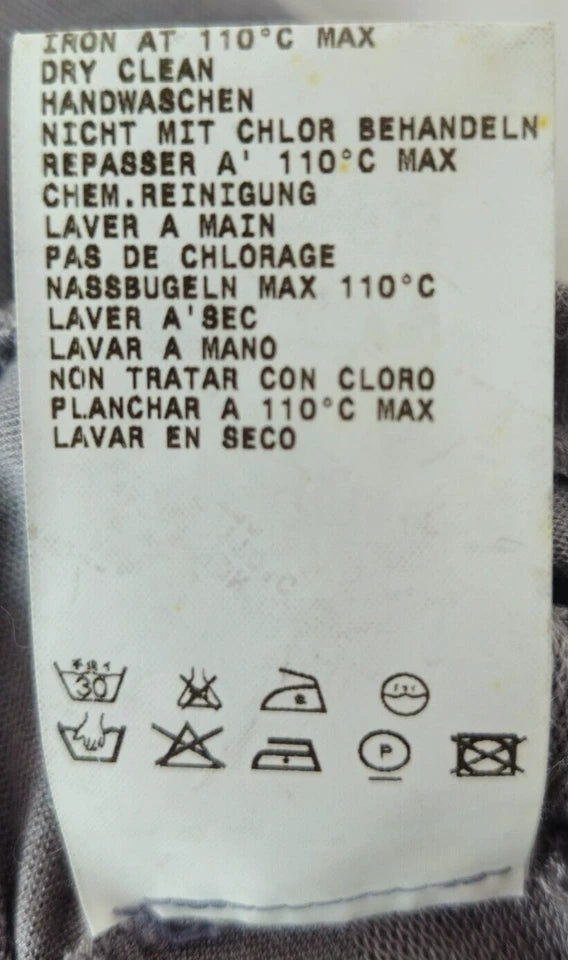 IRON AT 110°C MAX
DRY CLEAN
HANDWASCHEN
NICHT MIT CHLOR BEHANDELN
REPASSER A' 110°C MAX
CHEM.REINIGUNG
LAVER A MAIN
PAS DE CHLORAGE
NASSBUGELN MAX 110°C
LAVER A'SEC
LAVAR A MANO
NON TRATAR CON CLORO
PLANCHAR A 110°C MAX
LAVAR EN SECO
30
P